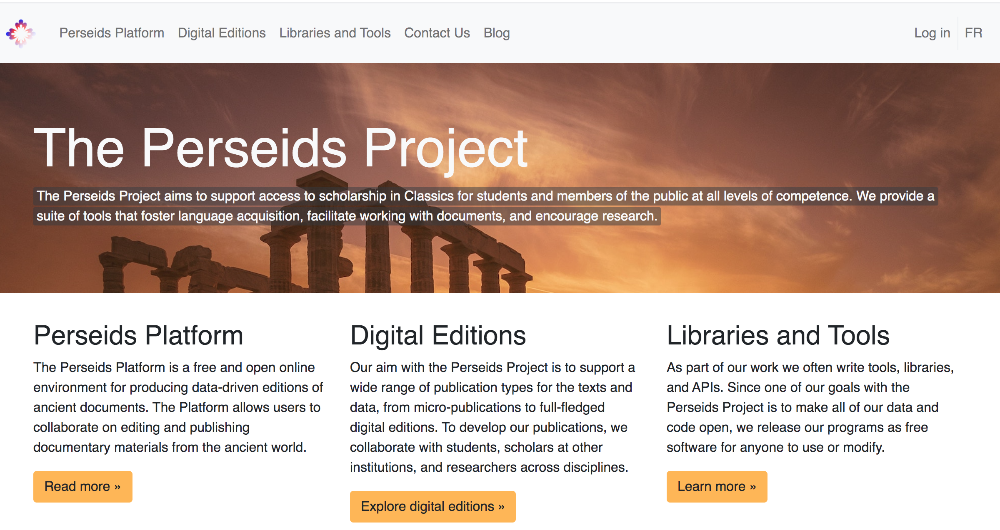 Perseids Platform Digital Editions Libraries and Tools Contact Us Blog Log in FR
The Perseids Project
The Perseids Project aims to support access to scholarship in Classics for students and members of the public at all levels of competence. We provide a
suite of tools that foster language acquisition, facilitate working with documents, and encourage research.
Perseids Platform
The Perseids Platform is a free and open online
environment for producing data-driven editions of
ancient documents. The Platform allows users to
collaborate on editing and publishing
documentary materials from the ancient world.
Read more »
Digital Editions
Our aim with the Perseids Project is to support a
wide range of publication types for the texts and
data, from micro-publications to full-fledged
digital editions. To develop our publications, we
collaborate with students, scholars at other
institutions, and researchers across disciplines.
Explore digital editions »
Libraries and Tools
As part of our work we often write tools, libraries,
and APIs. Since one of our goals with the
Perseids Project is to make all of our data and
code open, we release our programs as free
software for anyone to use or modify.
Learn more »